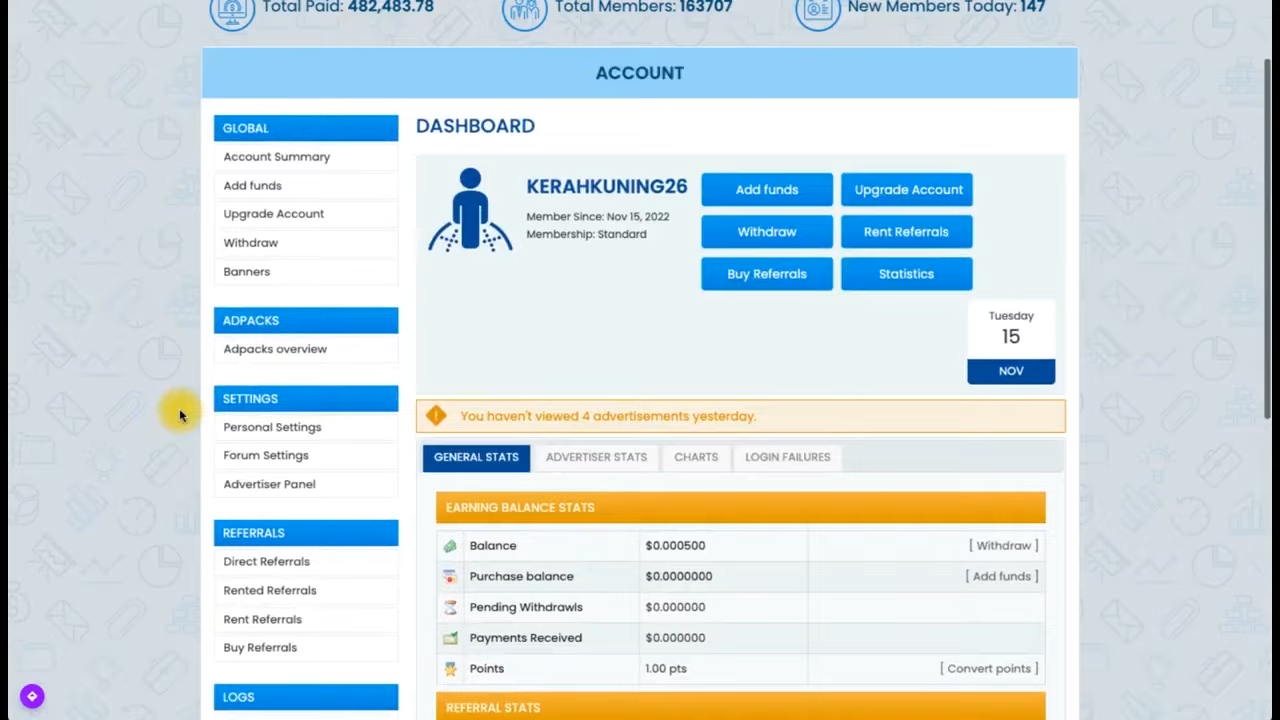 Total Paid: 482,483.78
Total Members: 163707
New Members Today: 147
ACCOUNT
GLOBAL
Account Summary
Add funds
Upgrade Account
Withdraw
Banners
ADPACKS
Adpacks overview
SETTINGS
Personal Settings
Forum Settings
Advertiser Panel
REFERRALS
Direct Referrals
Rented Referrals
Rent Referrals
Buy Referrals
LOGS
DASHBOARD
KERAHKUNING26
Member Since: Nov 15, 2022
Membership: Standard
Add funds
Upgrade Account
Withdraw
Rent Referrals
Buy Referrals
Statistics
Tuesday
15
NOV
You haven't viewed 4 advertisements yesterday.
GENERAL STATS
ADVERTISER STATS
CHARTS
LOGIN FAILURES
EARNING BALANCE STATS
Balance $0.000500 [ Withdraw ]
Purchase balance $0.0000000 [ Add funds ]
Pending Withdrawls $0.000000
Payments Received $0.000000
Points 1.00 pts [ Convert points ]
REFERRAL STATS